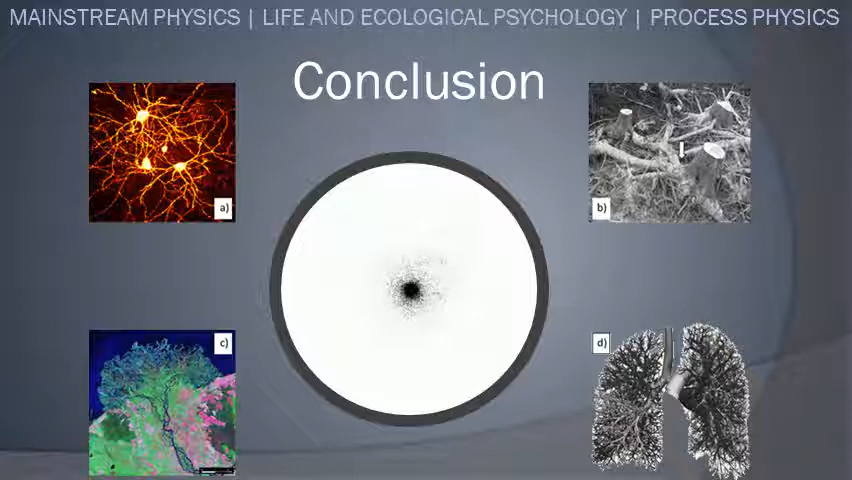 MAINSTREAM PHYSICS | LIFE AND ECOLOGICAL PSYCHOLOGY | PROCESS PHYSICS
Conclusion
a)
b)
c)
d)